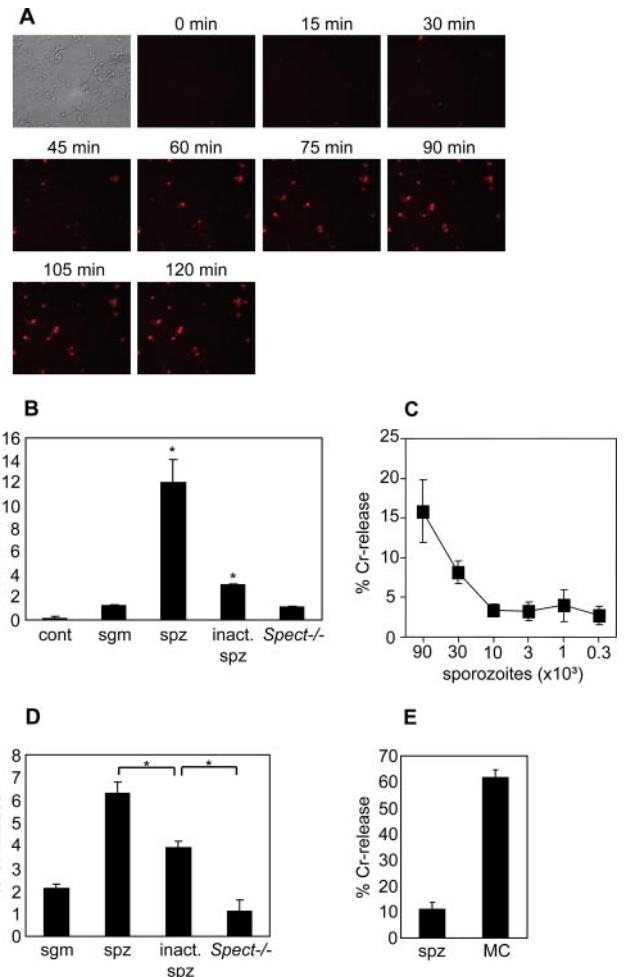 A
0 min 15 min 30 min
45 min 60 min 75 min 90 min
105 min 120 min
B
16
14
12
10
8
6
4
2
0
*
*
cont sgm spz inact. Spect-/-
spz
C
% Cr-release
25
20
15
10
5
0
90 30 10 3 1 0.3
sporozoites (x10³)
D
8
7
6
5
4
3
2
1
0
* *
sgm spz inact. Spect-/-
spz
E
% Cr-release
70
60
50
40
30
20
10
0
spz MC